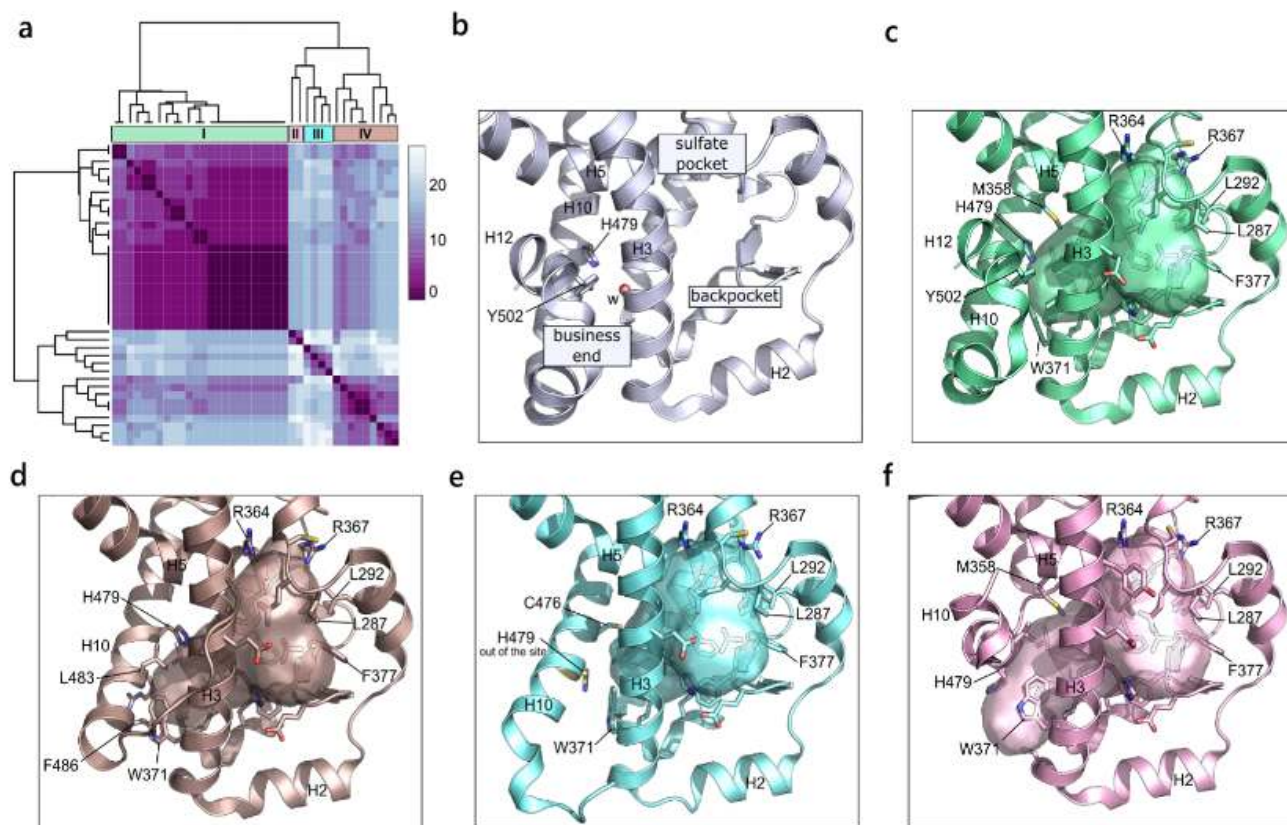 a
I
II
III
IV
20
10
0
b
sulfate
pocket
H5
H10
H479
H12
H3
w
backpocket
Y502
business
end
H2
c
R364
R367
H5
M358
L292
H479
L287
H12
H3
F377
Y502
H10
W371
H2
d
R364
R367
H5
L292
H479
L287
H10
L483
F377
H3
F486
W371
H2
e
R364
R367
H5
L292
C476
L287
H479
out of the site
F377
H3
H10
W371
H2
f
R364
R367
M358
H5
L292
L287
F377
H479
H3
W371
H2